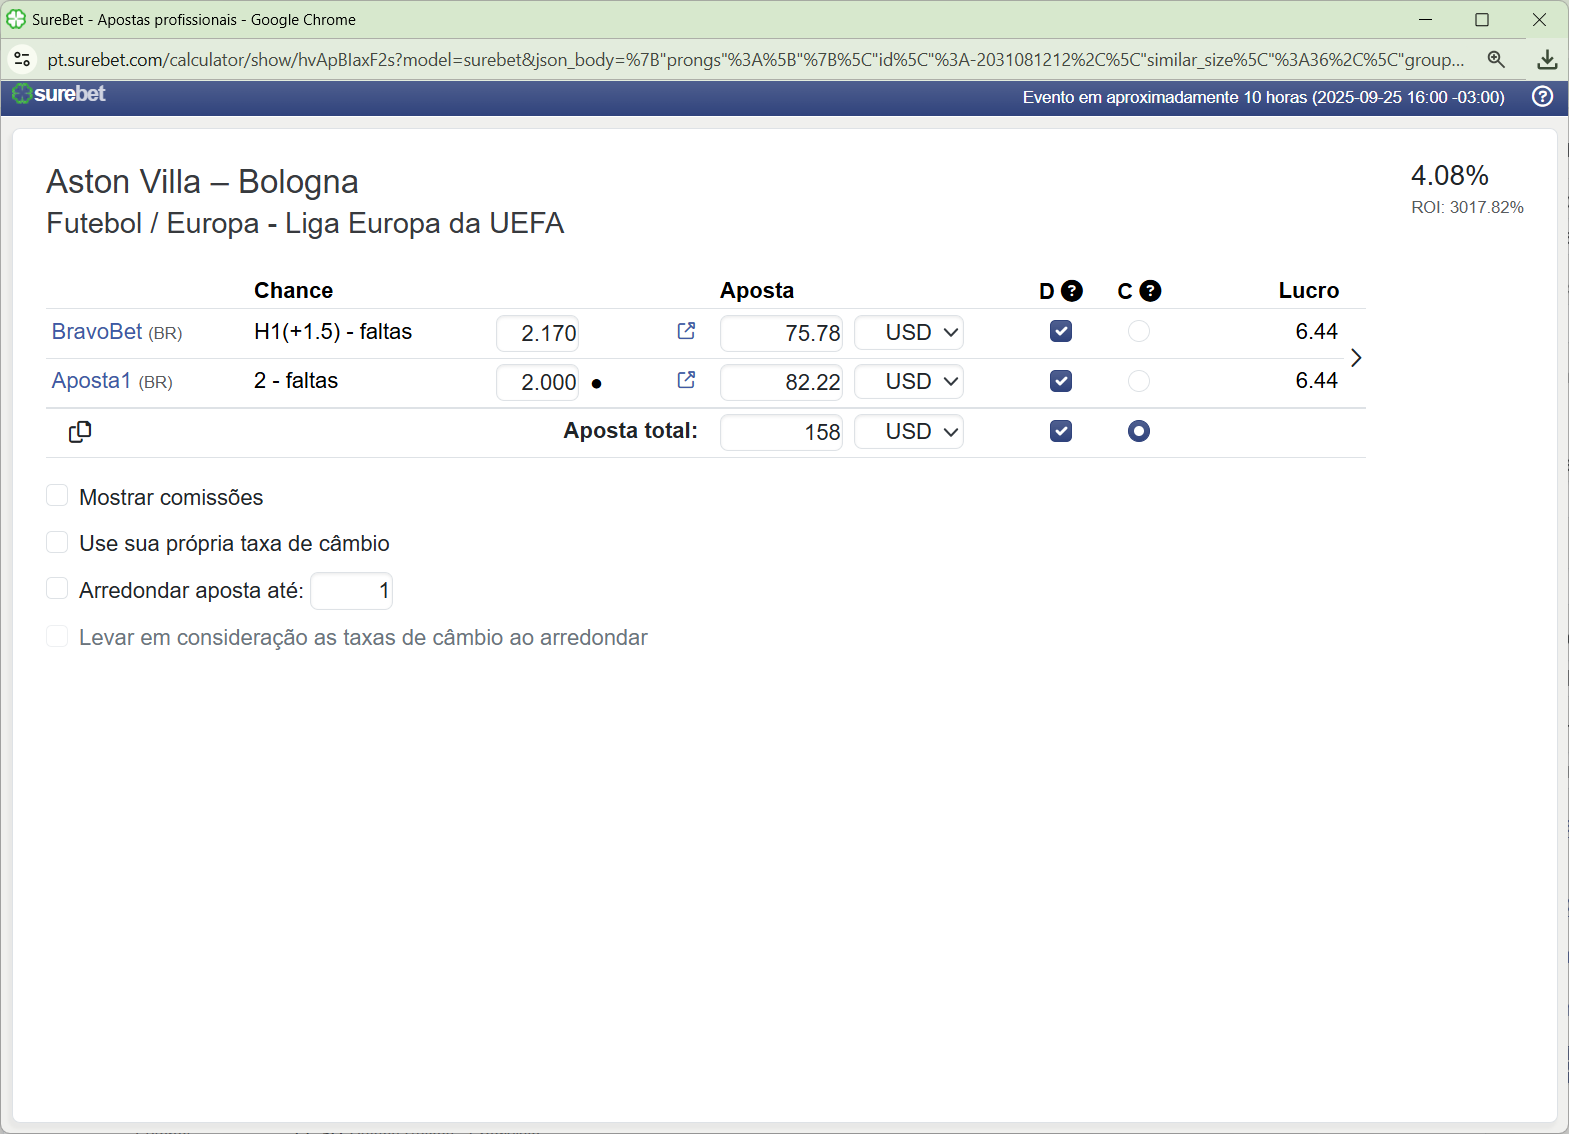 SureBet - Apostas profissionais - Google Chrome
pt.surebet.com/calculator/show/hvApBIaxF2s?model=surebet&json_body=%7B"prongs"%3A%5B"%7B%5C"id%5C"%3A-2031081212%2C%5C"similar_size%5C"%3A36%2C%5C"group...
surebet
Evento em aproximadamente 10 horas (2025-09-25 16:00 -03:00)
Aston Villa – Bologna
4.08%
Futebol / Europa - Liga Europa da UEFA
ROI: 3017.82%
Chance Aposta D C Lucro
BravoBet (BR) H1(+1.5) - faltas 2.170 75.78 USD 6.44
Aposta1 (BR) 2 - faltas 2.000 82.22 USD 6.44
Aposta total: 158 USD
Mostrar comissões
Use sua própria taxa de câmbio
Arredondar aposta até: 1
Levar em consideração as taxas de câmbio ao arredondar